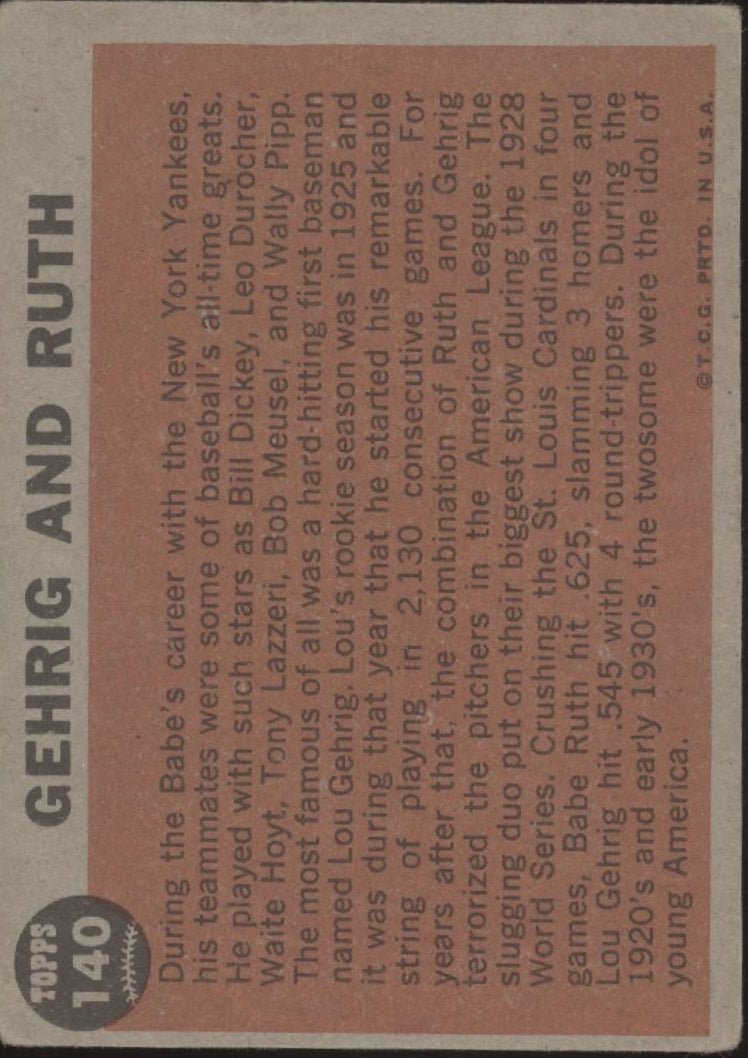 TOPPS
140
GEHRIG AND RUTH
During the Babe's career with the New York Yankees,
his teammates were some of baseball's all-time greats.
He played with such stars as Bill Dickey, Leo Durocher,
Waite Hoyt, Tony Lazzeri, Bob Meusel, and Wally Pipp.
The most famous of all was a hard-hitting first baseman
named Lou Gehrig. Lou's rookie season was in 1925 and
it was during that year that he started his remarkable
string of playing in 2,130 consecutive games. For
years after that, the combination of Ruth and Gehrig
terrorized the pitchers in the American League. The
slugging duo put on their biggest show during the 1928
World Series. Crushing the St. Louis Cardinals in four
games, Babe Ruth hit .625, slamming 3 homers and
Lou Gehrig hit .545 with 4 round-trippers. During the
1920's and early 1930's, the twosome were the idol of
young America.
©T.C.G. PRTD. IN U.S.A.